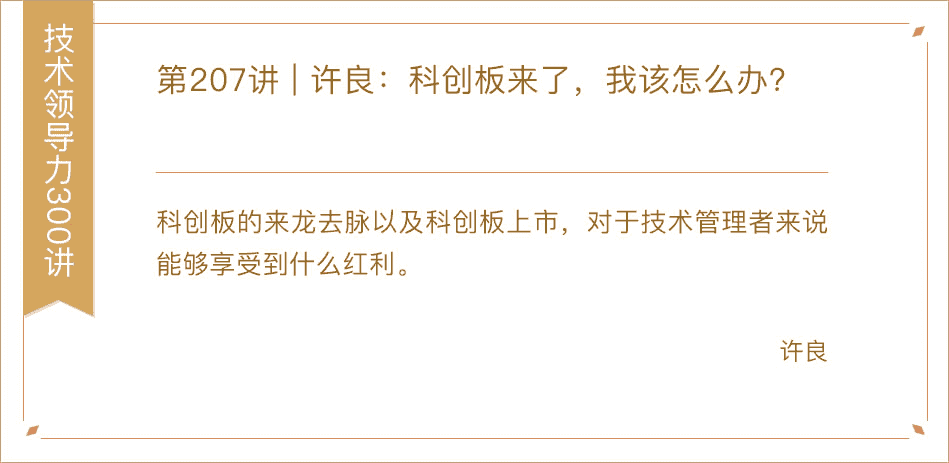 技术领导力300讲
第207讲 | 许良：科创板来了，我该怎么办？
科创板的来龙去脉以及科创板上市，对于技术管理者来说
能够享受到什么红利。
许良